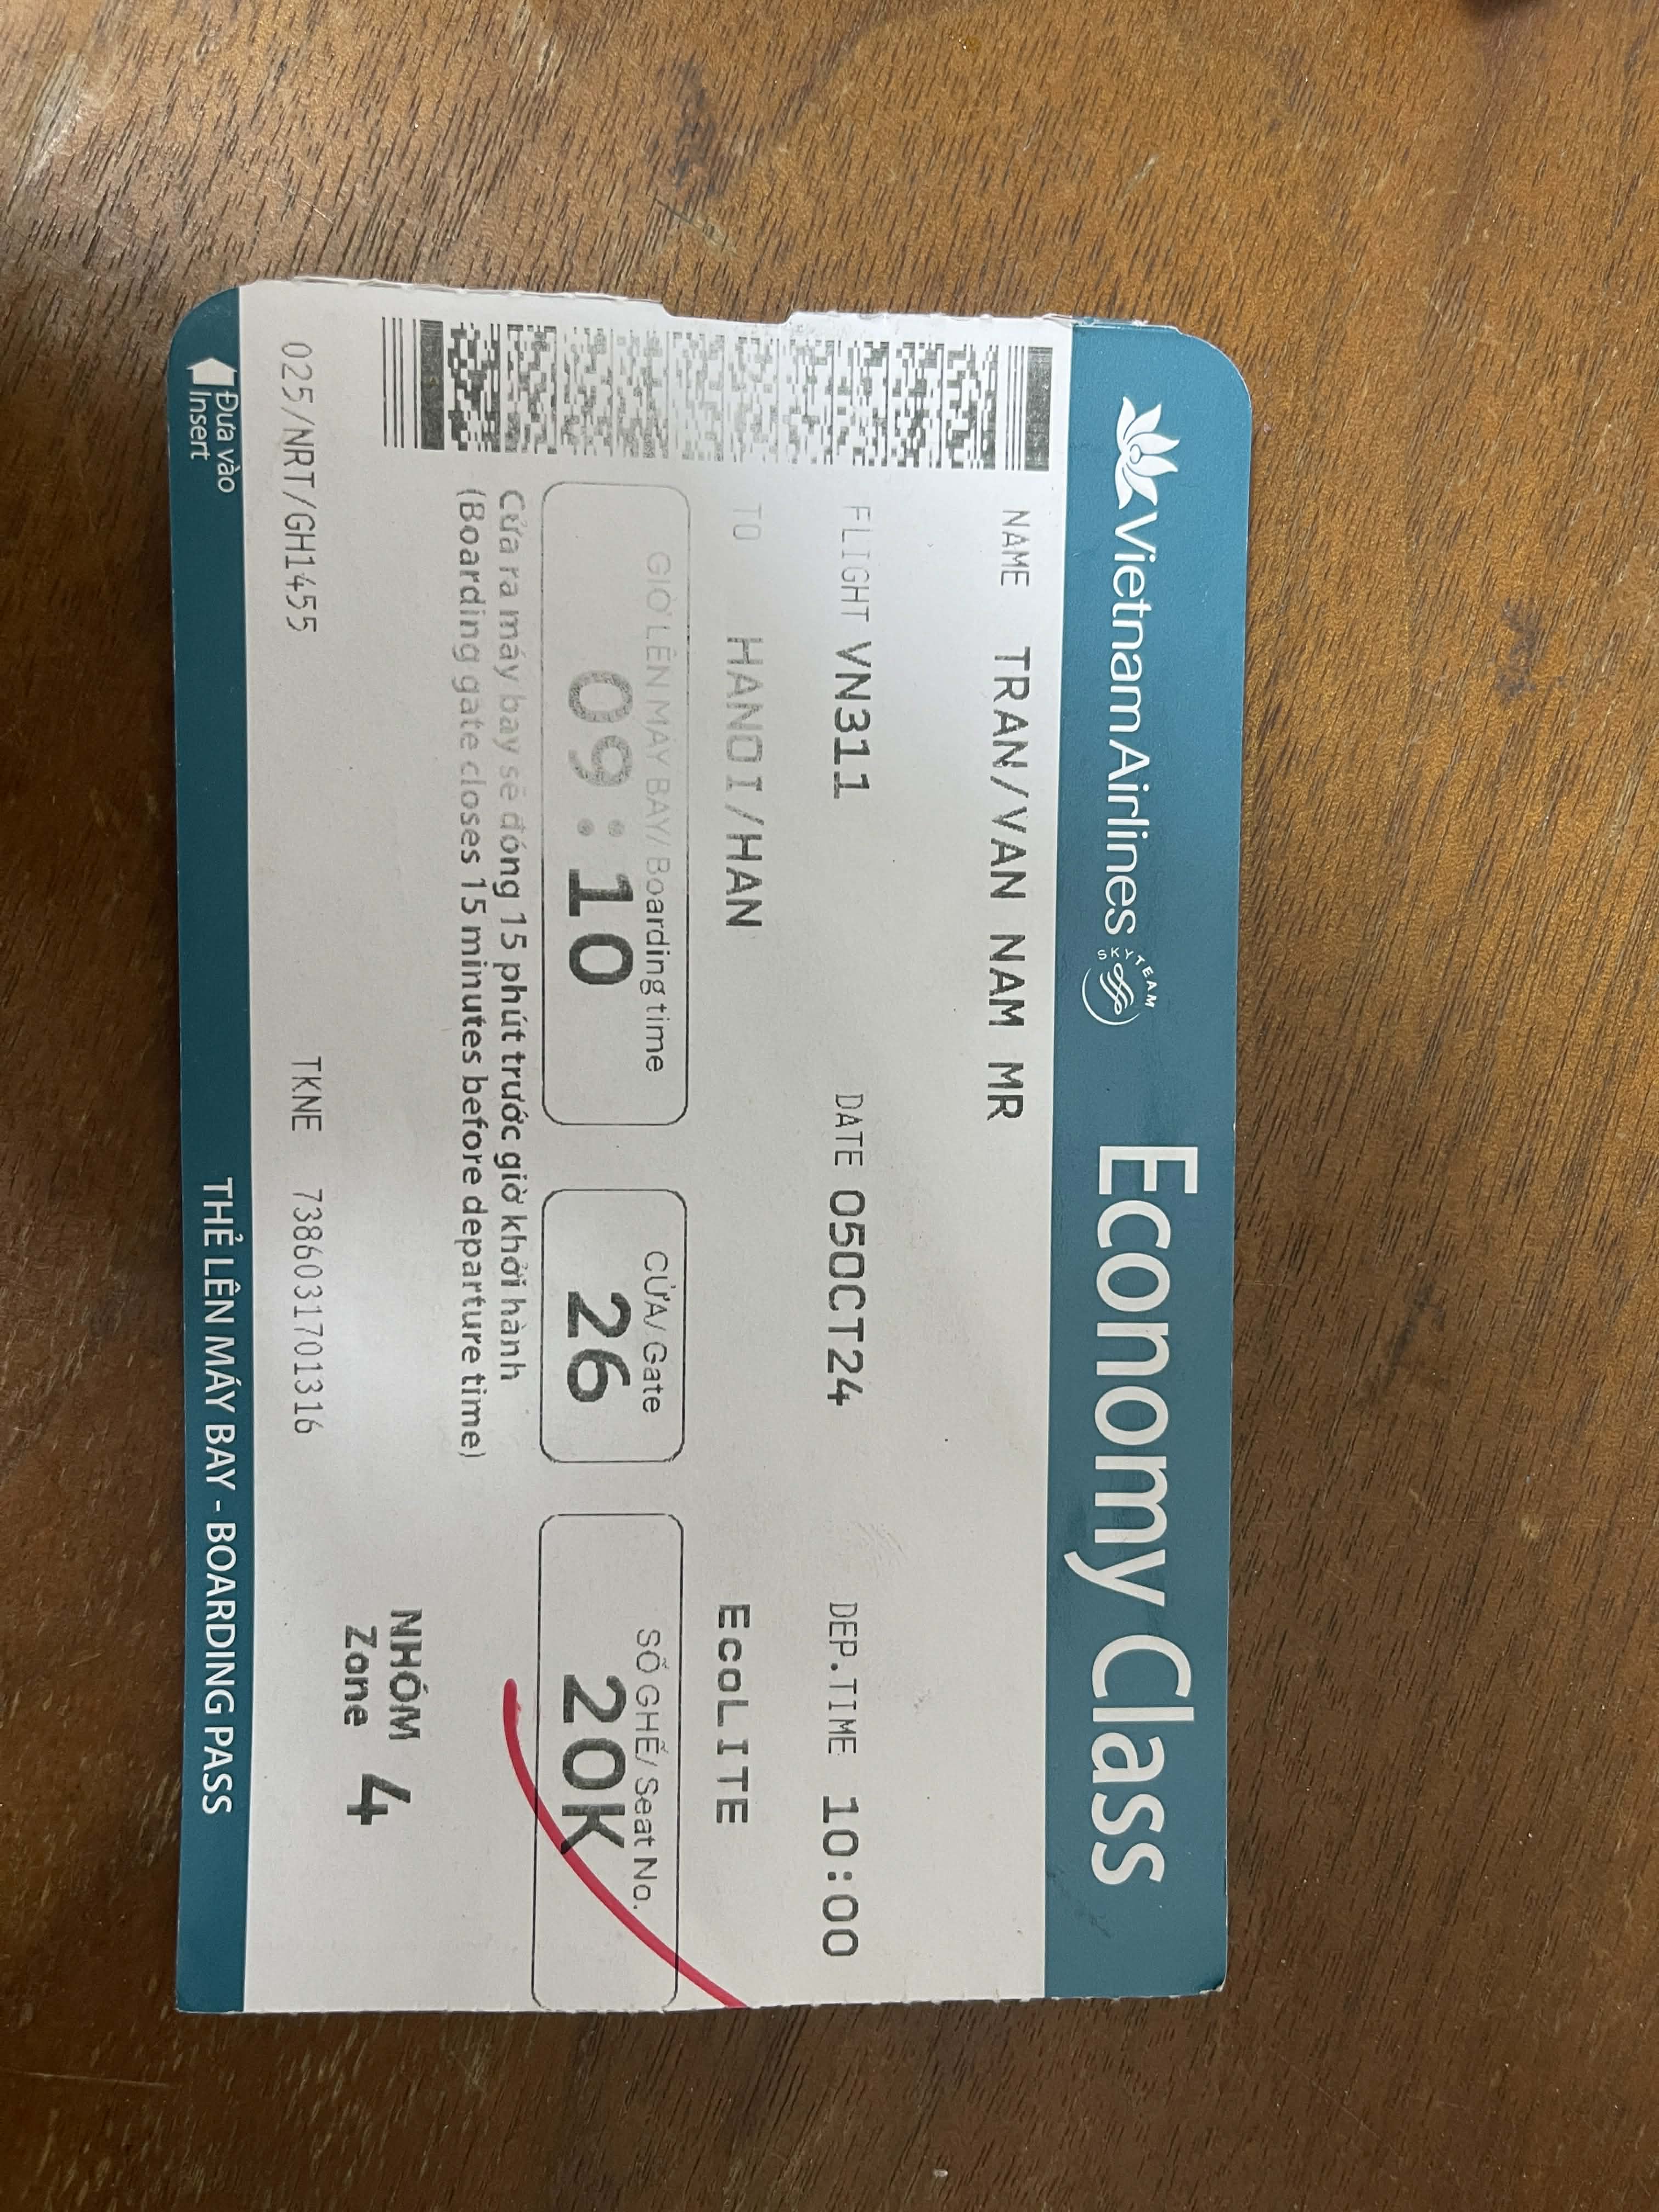 Vietnam Airlines SKYTEAM Economy Class
NAME TRAN/VAN NAM MR
FLIGHT VN311 DATE 05OCT24 DEP.TIME 10:00
TO HANOI/HAN EcoLITE
GIỜ LÊN MÁY BAY/Boarding time CỬA/Gate SỐ GHẾ/Seat No.
09:10 26 20K
Cửa ra máy bay sẽ đóng 15 phút trước giờ khởi hành
(Boarding gate closes 15 minutes before departure time)
NHÓM
Zone 4
025/NRT/GH1455 TKNE 7386031701316
Đưa vào
Insert
THẺ LÊN MÁY BAY - BOARDING PASS